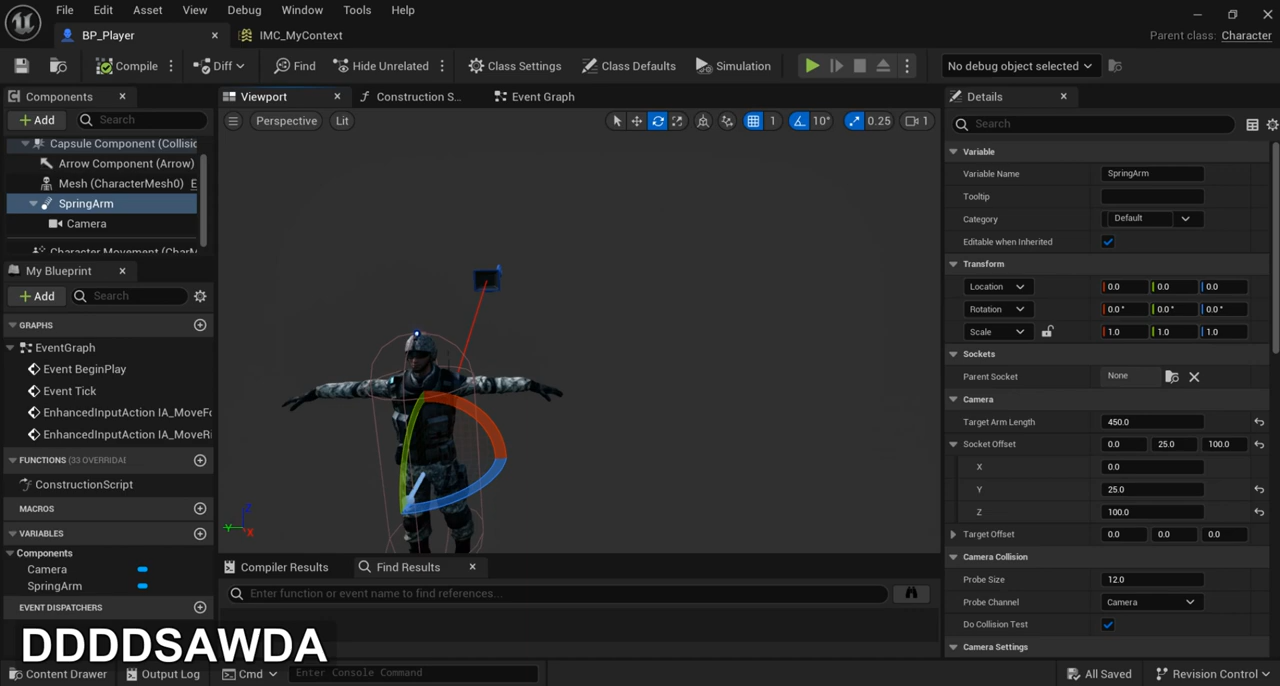 File Edit Asset View Debug Window Tools Help
BP_Player
IMC_MyContext
Parent class: Character
Compile
Diff
Find
Hide Unrelated
Class Settings
Class Defaults
Simulation
No debug object selected
Components
Add
Search
Capsule Component (Collisic
Arrow Component (Arrow)
Mesh (CharacterMesh0) E
SpringArm
Camera
Character Movement (CharM
My Blueprint
Add
Search
GRAPHS
EventGraph
Event BeginPlay
Event Tick
EnhancedInputAction IA_MoveFo
EnhancedInputAction IA_MoveRi
FUNCTIONS (33 OVERRIDAB
ConstructionScript
MACROS
VARIABLES
Components
Camera
SpringArm
EVENT DISPATCHERS
Viewport
Construction S...
Event Graph
Perspective
Lit
1
10°
0.25
1
Z
Y
X
Compiler Results
Find Results
Enter function or event name to find references...
Details
Search
Variable
Variable Name SpringArm
Tooltip
Category Default
Editable when Inherited
Transform
Location 0.0 0.0 0.0
Rotation 0.0° 0.0° 0.0°
Scale 1.0 1.0 1.0
Sockets
Parent Socket None
Camera
Target Arm Length 450.0
Socket Offset 0.0 25.0 100.0
X 0.0
Y 25.0
Z 100.0
Target Offset 0.0 0.0 0.0
Camera Collision
Probe Size 12.0
Probe Channel Camera
Do Collision Test
Camera Settings
DDDDSAWDA
Content Drawer
Output Log
Cmd
Enter Console Command
All Saved
Revision Control